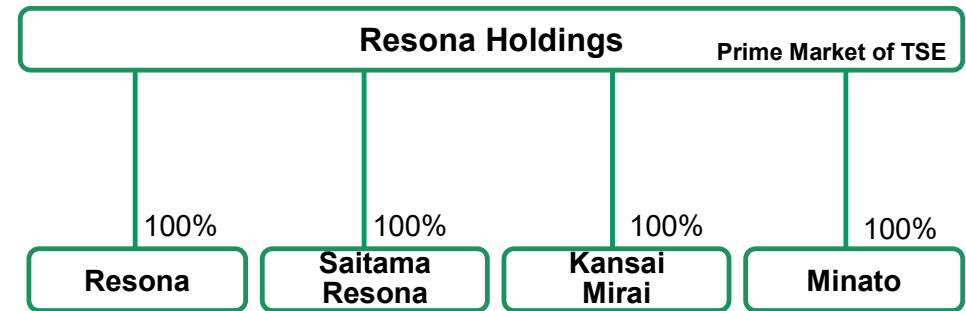 Resona Holdings
Prime Market of TSE
100%
100%
100%
100%
Resona
Saitama
Resona
Kansai
Mirai
Minato